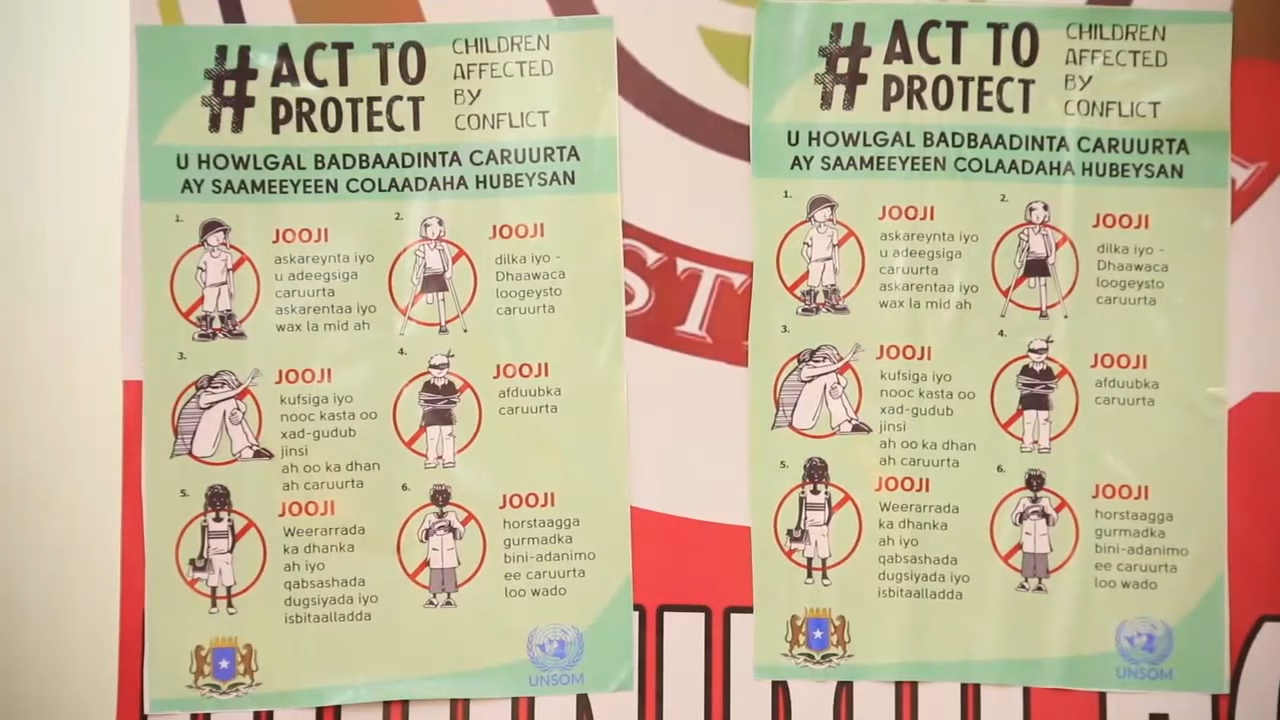 # ACT TO
PROTECT
CHILDREN
AFFECTED
BY
CONFLICT
U HOWLGAL BADBAADINTA CARUURTA
AY SAAMEEYEEN COLAADAHA HUBEYSAN
1.
JOOJI
askareynta iyo
u adeegsiga
caruurta
askarentaa iyo
wax la mid ah
2.
JOOJI
dilka iyo -
Dhaawaca
loogeysto
caruurta
3.
JOOJI
kufsiga iyo
nooc kasta oo
xad-gudub
jinsi
ah oo ka dhan
ah caruurta
4.
JOOJI
afduubka
caruurta
5.
JOOJI
Weerarrada
ka dhanka
ah iyo
qabsashada
dugsiyada iyo
isbitaalladda
6.
JOOJI
horstaagga
gurmadka
bini-adanimo
ee caruurta
loo wado
UNSOM
# ACT TO
PROTECT
CHILDREN
AFFECTED
BY
CONFLICT
U HOWLGAL BADBAADINTA CARUURTA
AY SAAMEEYEEN COLAADAHA HUBEYSAN
1.
JOOJI
askareynta iyo
u adeegsiga
caruurta
askarentaa iyo
wax la mid ah
2.
JOOJI
dilka iyo -
Dhaawaca
loogeysto
caruurta
3.
JOOJI
kufsiga iyo
nooc kasta oo
xad-gudub
jinsi
ah oo ka dhan
ah caruurta
4.
JOOJI
afduubka
caruurta
5.
JOOJI
Weerarrada
ka dhanka
ah iyo
qabsashada
dugsiyada iyo
isbitaalladda
6.
JOOJI
horstaagga
gurmadka
bini-adanimo
ee caruurta
loo wado
UNSOM